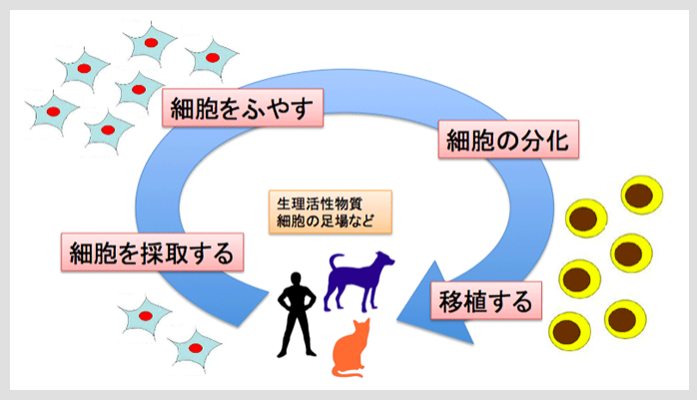 細胞をふやす
細胞の分化
生理活性物質
細胞の足場など
細胞を採取する
移植する